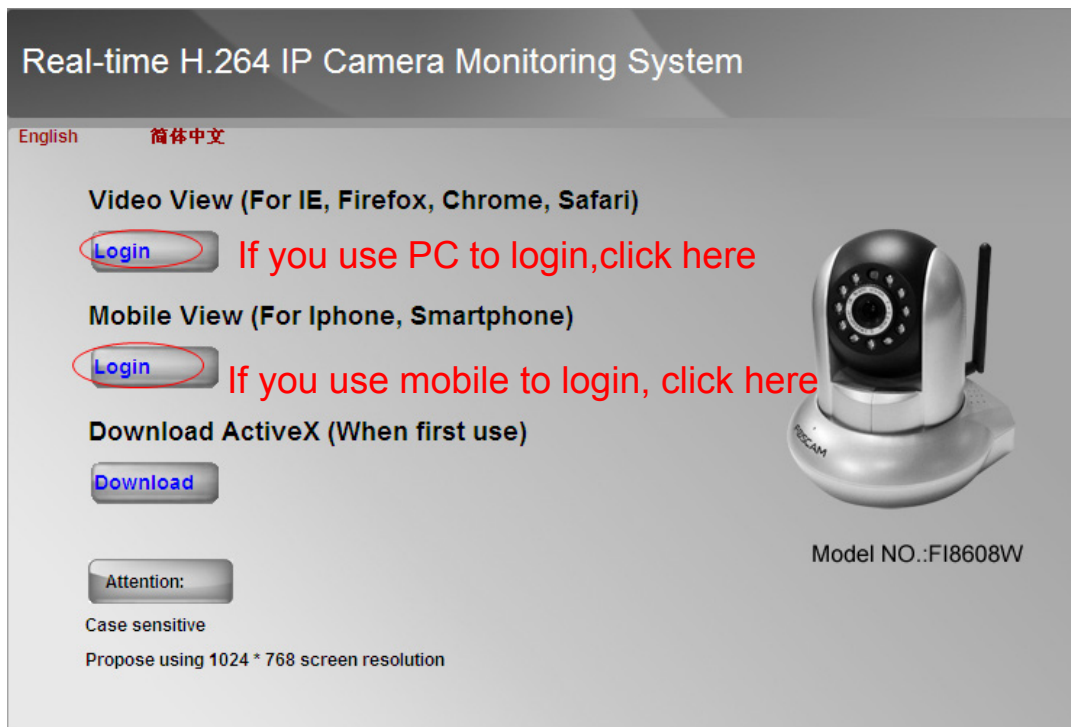 Real-time H.264 IP Camera Monitoring System
English 简体中文
Video View (For IE, Firefox, Chrome, Safari)
Login If you use PC to login,click here
Mobile View (For Iphone, Smartphone)
Login If you use mobile to login, click here
Download ActiveX (When first use)
FOSCAM
Download
Model NO.:FI8608W
Attention:
Case sensitive
Propose using 1024 * 768 screen resolution